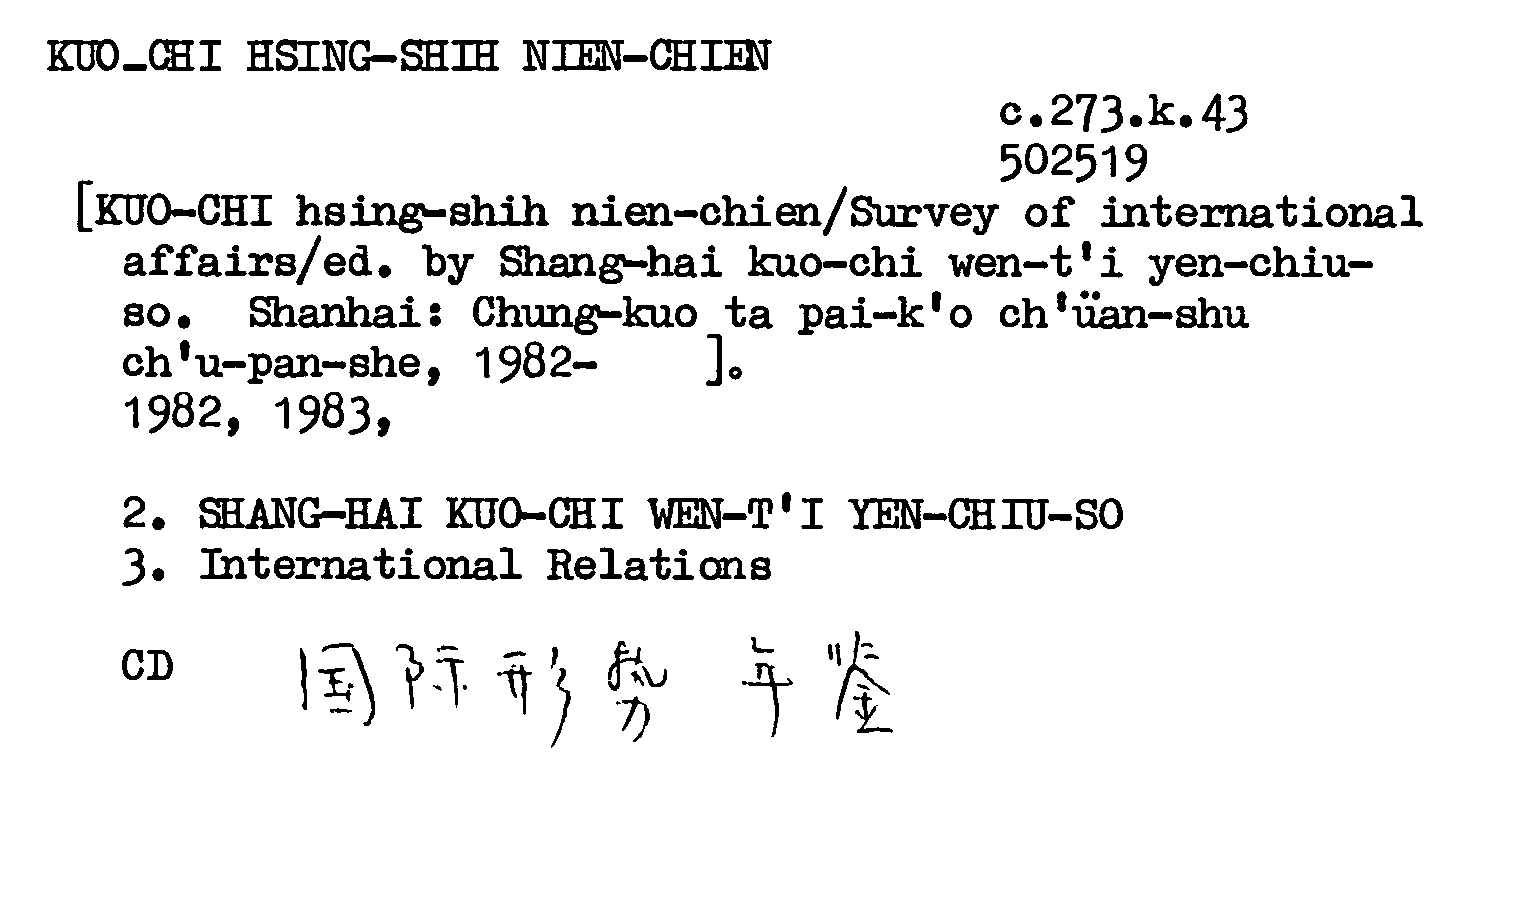 KUO-CHI HSING-SHIH NIEN-CHIEN
c.273.k.43
502519
[KUO-CHI hsing-shih nien-chien/Survey of international
affairs/ed. by Shang-hai kuo-chi wen-t'i yen-chiu-
so. Shanhai: Chung-kuo ta pai-k'o ch'üan-shu
ch'u-pan-she, 1982- ].
1982, 1983,
2. SHANG-HAI KUO-CHI WEN-T'I YEN-CHIU-SO
3. International Relations
CD 国际形势 年鉴